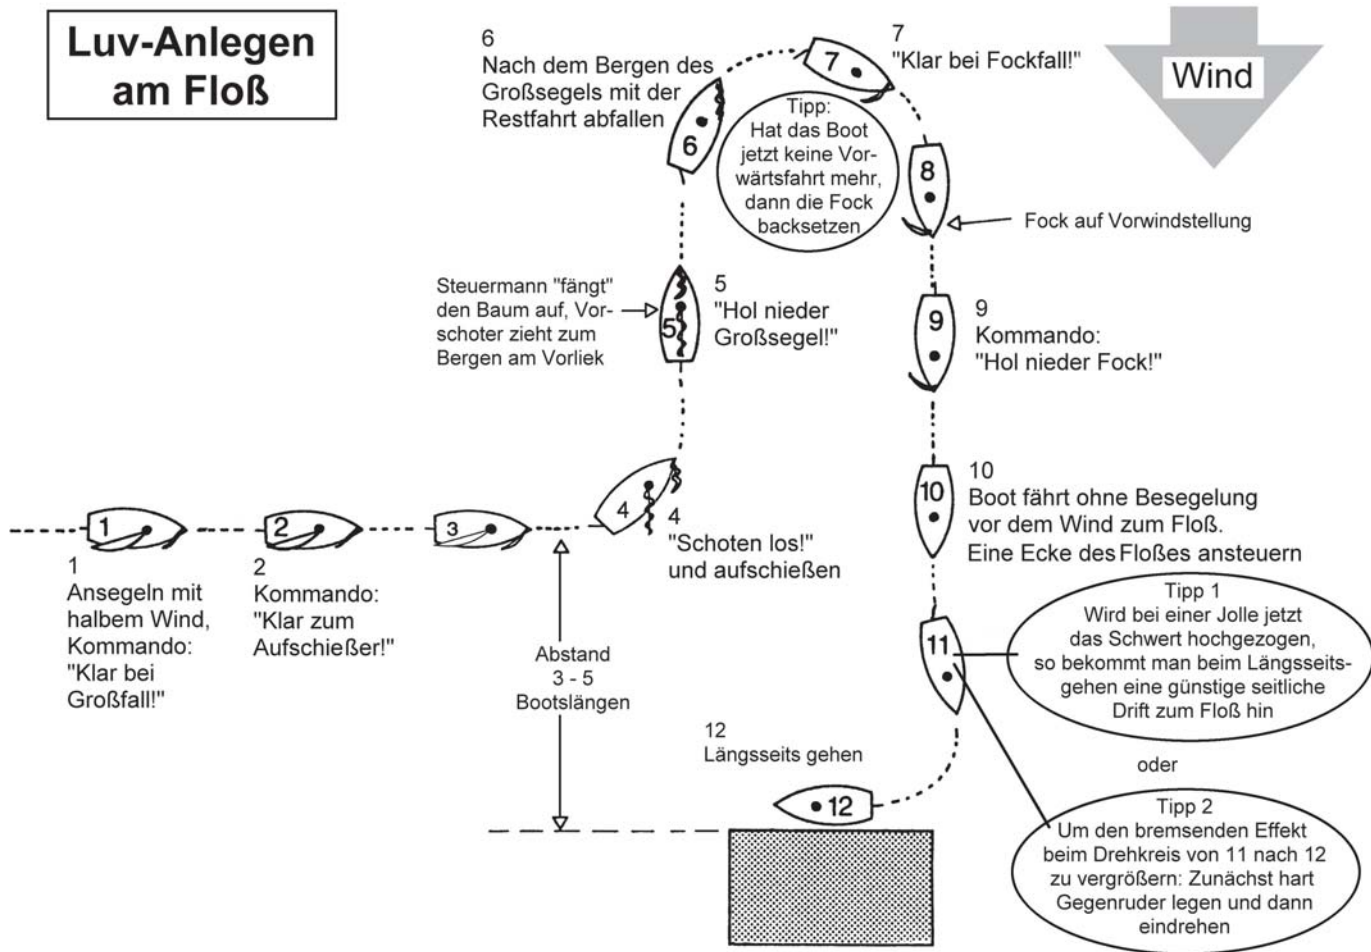 Luv-Anlegen
am Floß
Wind
6
Nach dem Bergen des
Großsegels mit der
Restfahrt abfallen
6
7
7
"Klar bei Fockfall!"
Tipp:
Hat das Boot
jetzt keine Vor-
wärtsfahrt mehr,
dann die Fock
backsetzen
8
Fock auf Vorwindstellung
Steuermann "fängt"
den Baum auf, Vor-
schoter zieht zum
Bergen am Vorliek
5
5
"Hol nieder
Großsegel!"
9
9
Kommando:
"Hol nieder Fock!"
1
1
Ansegeln mit
halbem Wind,
Kommando:
"Klar bei
Großfall!"
2
2
Kommando:
"Klar zum
Aufschießer!"
3
4
4
"Schoten los!"
und aufschießen
10
10
Boot fährt ohne Besegelung
vor dem Wind zum Floß.
Eine Ecke des Floßes ansteuern
Abstand
3 - 5
Bootslängen
11
Tipp 1
Wird bei einer Jolle jetzt
das Schwert hochgezogen,
so bekommt man beim Längsseits-
gehen eine günstige seitliche
Drift zum Floß hin
oder
Tipp 2
Um den bremsenden Effekt
beim Drehkreis von 11 nach 12
zu vergrößern: Zunächst hart
Gegenruder legen und dann
eindrehen
12
Längsseits gehen
12